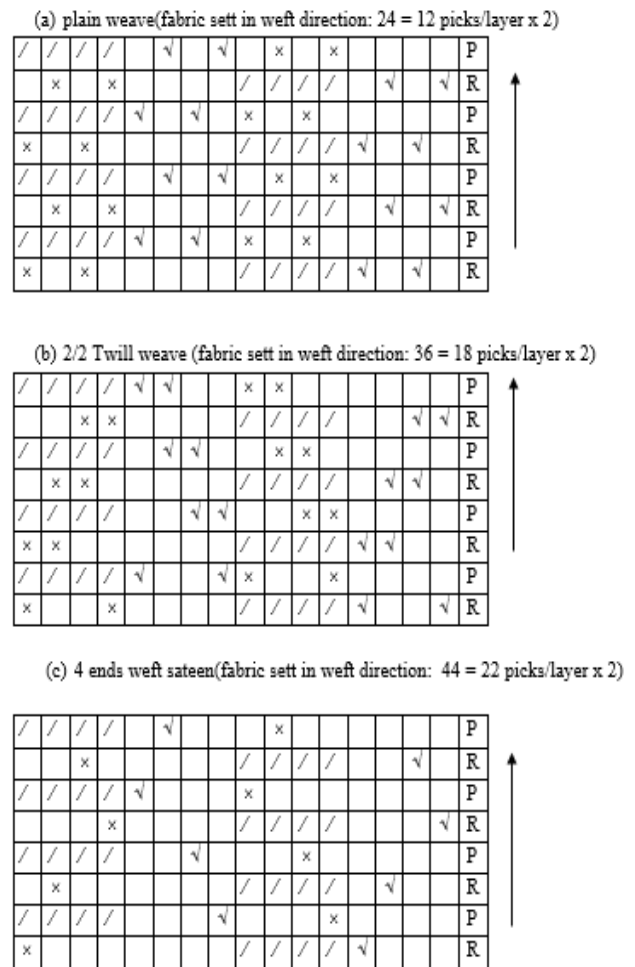 (a) plain weave(fabric sett in weft direction: 24 = 12 picks/layer x 2)
/ / / / √ √ x x P
x x / / / / √ √ R
/ / / / √ √ x x P
x x / / / / √ √ R
/ / / / √ √ x x P
x x / / / / √ √ R
/ / / / √ √ x x P
x x / / / / √ √ R
(b) 2/2 Twill weave (fabric sett in weft direction: 36 = 18 picks/layer x 2)
/ / / / √ √ x x P
x x / / / / √ √ R
/ / / / √ √ x x P
x x / / / / √ √ R
/ / / / √ √ x x P
x x / / / / √ √ R
/ / / / √ √ x x P
x x / / / / √ √ R
(c) 4 ends weft sateen(fabric sett in weft direction: 44 = 22 picks/layer x 2)
/ / / / √ x P
x / / / / √ R
/ / / / √ x P
x / / / / √ R
/ / / / √ x P
x / / / / √ R
/ / / / √ x P
x / / / / √ R